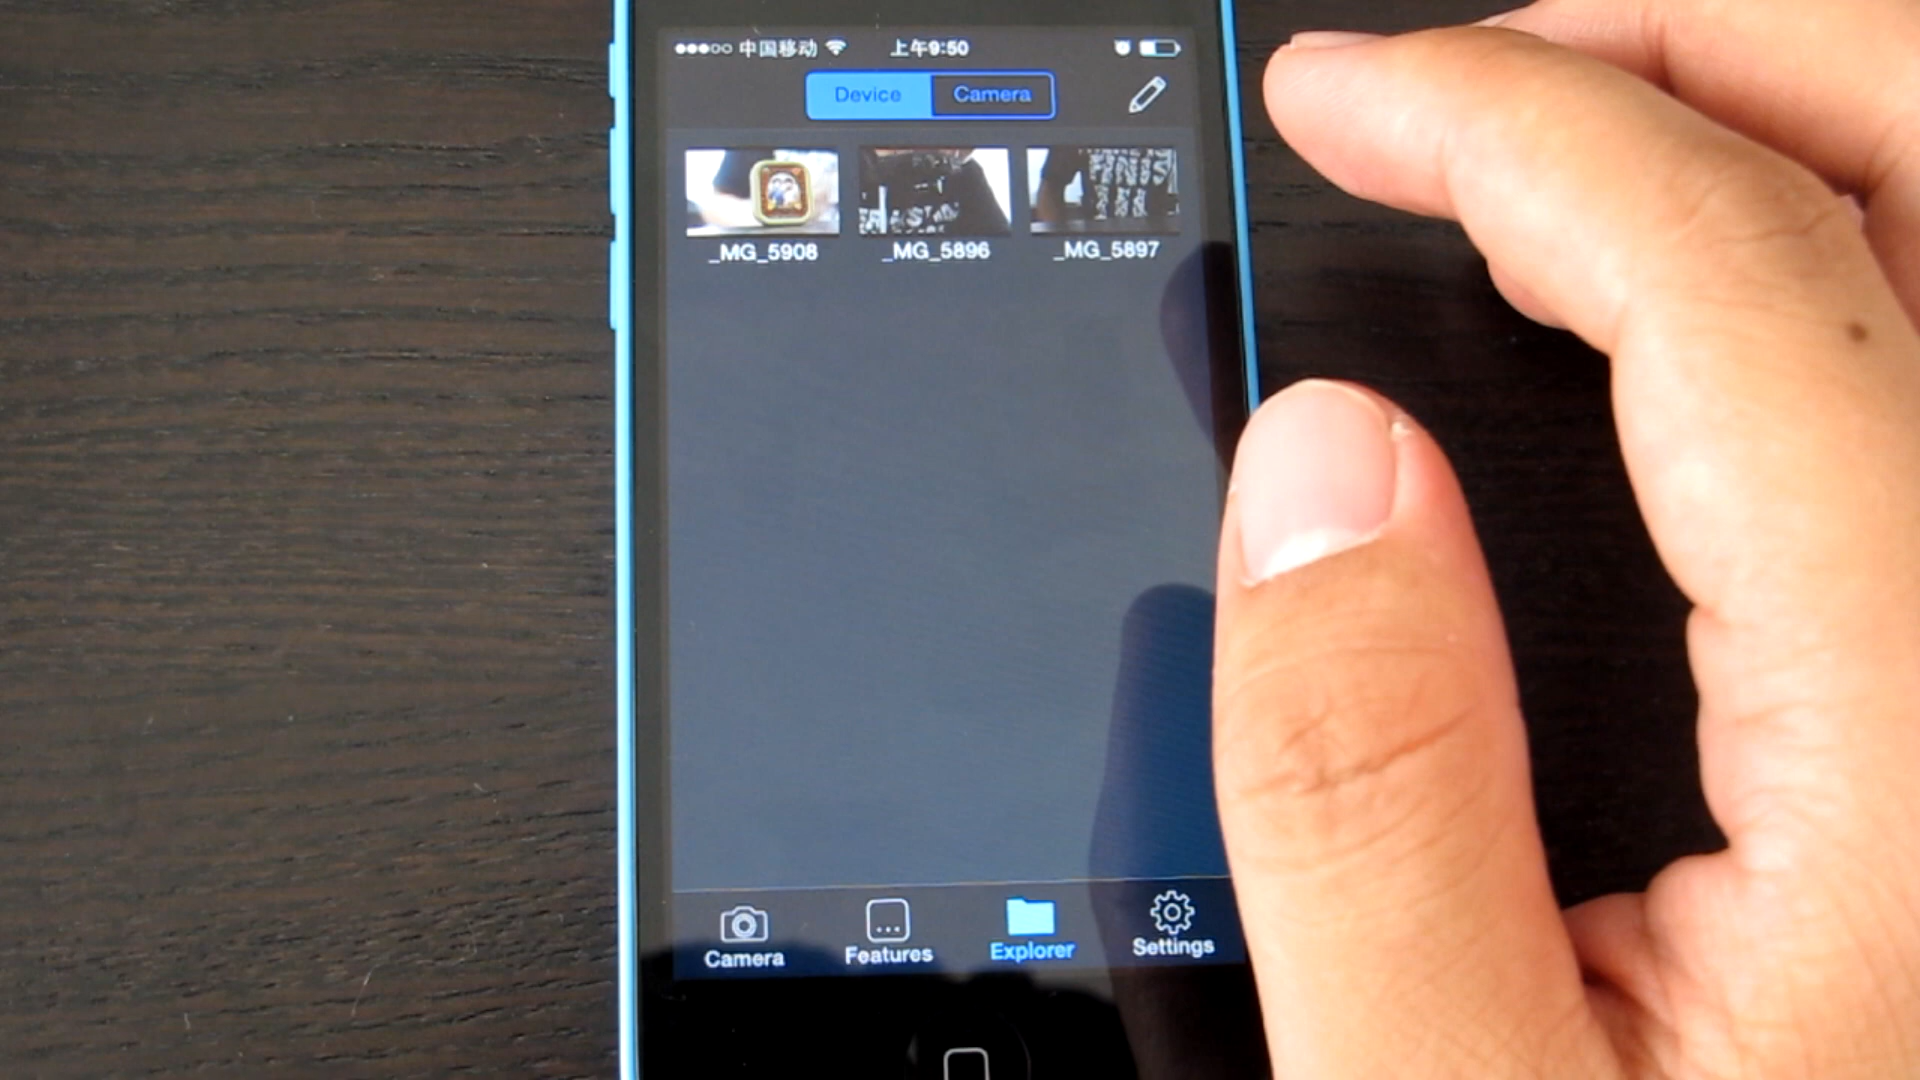 中国移动 上午9:50
Device Camera
_MG_5908 _MG_5896 _MG_5897
Camera Features Explorer Settings